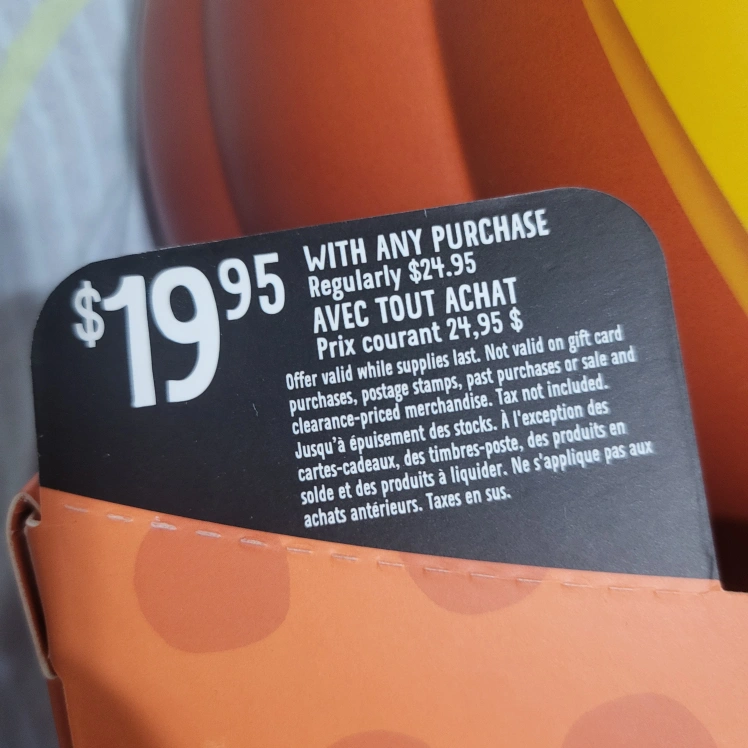 $19.95
WITH ANY PURCHASE
Regularly $24.95
AVEC TOUT ACHAT
Prix courant 24,95 $
Offer valid while supplies last. Not valid on gift card
purchases, postage stamps, past purchases or sale and
clearance-priced merchandise. Tax not included.
Jusqu'à épuisement des stocks. À l'exception des
cartes-cadeaux, des timbres-poste, des produits en
solde et des produits à liquider. Ne s'applique pas aux
achats antérieurs. Taxes en sus.